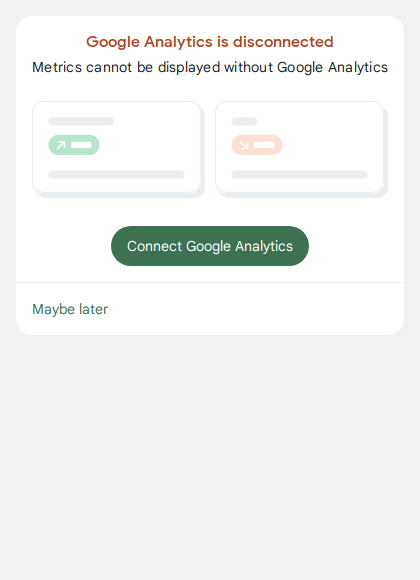 Google Analytics is disconnected
Metrics cannot be displayed without Google Analytics
Connect Google Analytics
Maybe later